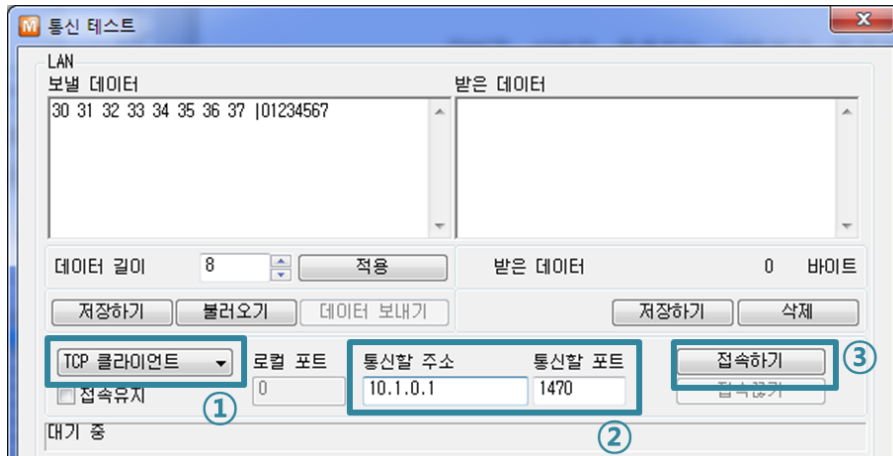 통신 테스트
LAN
보낼 데이터 받은 데이터
30 31 32 33 34 35 36 37 |01234567
데이터 길이 8 적용 받은 데이터 0 바이트
저장하기 불러오기 데이터 보내기 저장하기 삭제
TCP 클라이언트 로컬 포트 통신할 주소 통신할 포트 접속하기 ③
접속유지 ① 0 10.1.0.1 1470 접속끊기
대기 중 ②